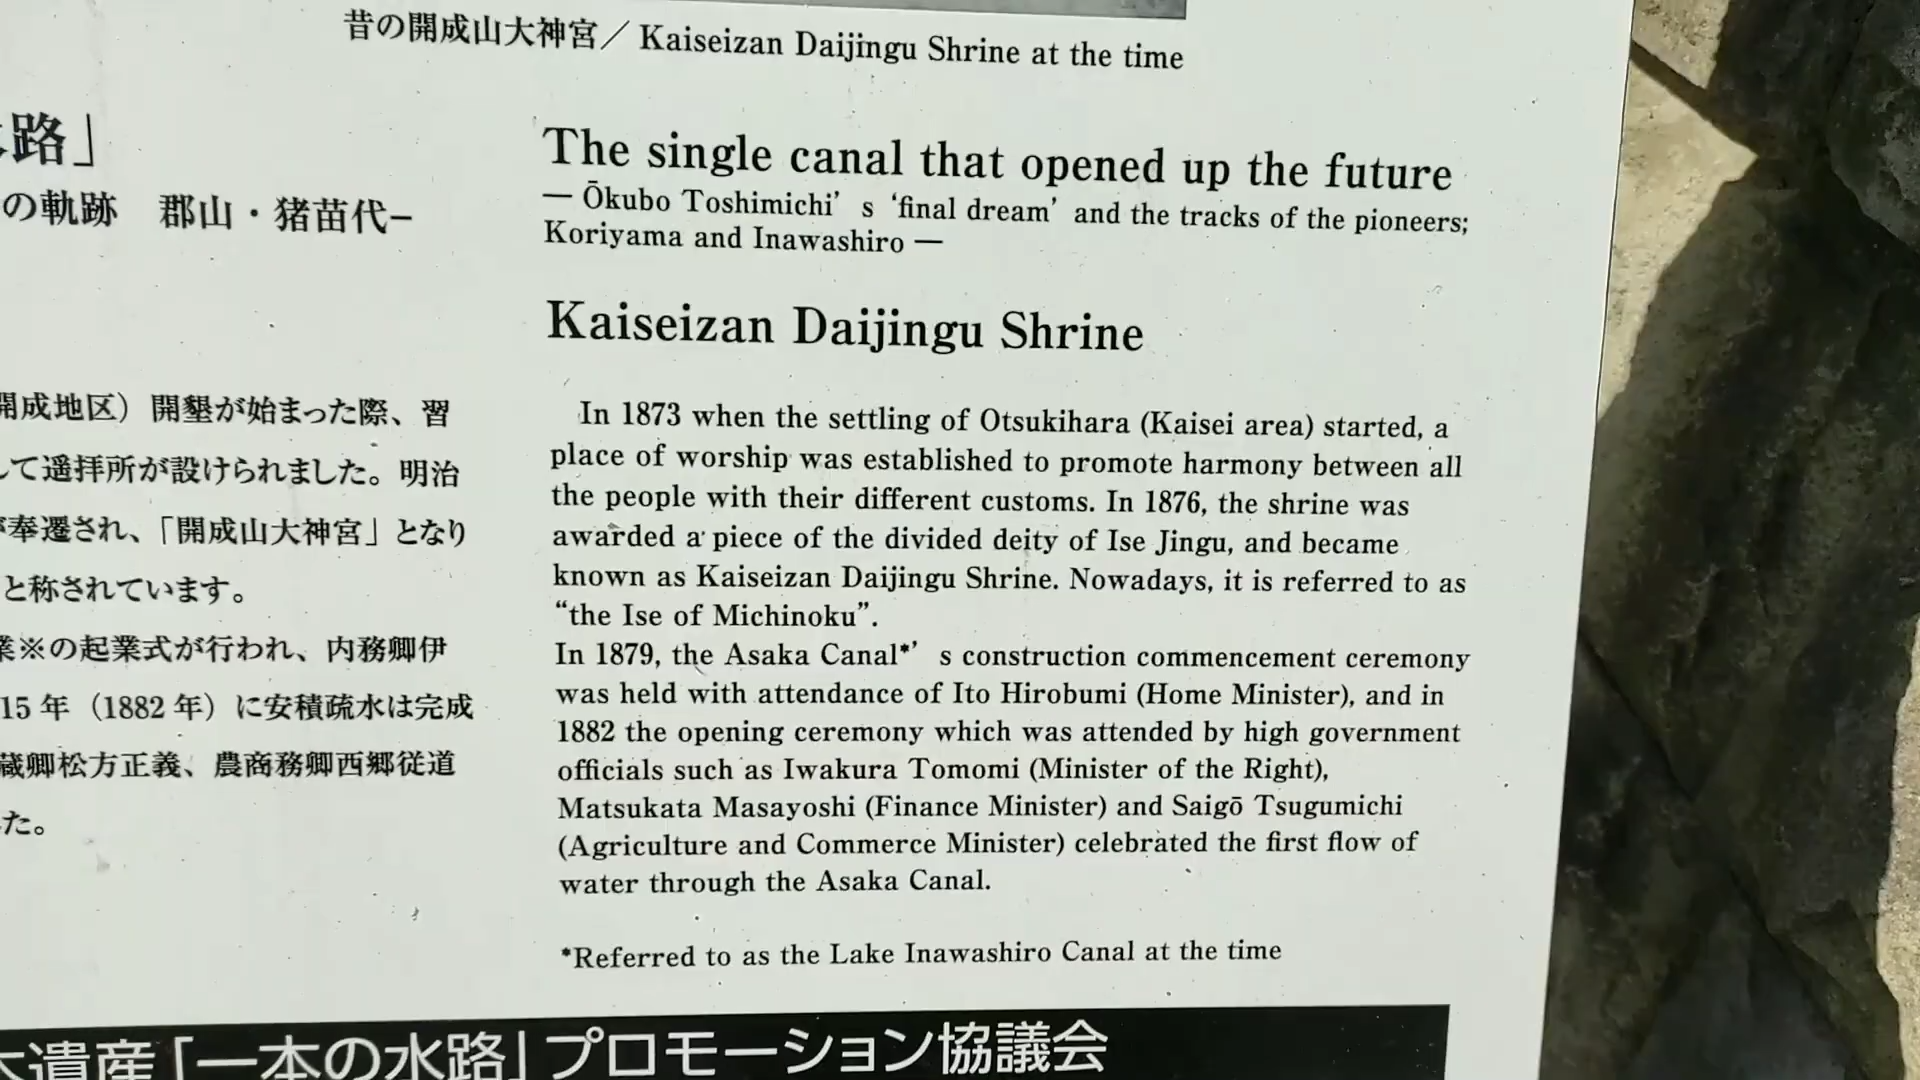 昔の開成山大神宮／Kaiseizan Daijingu Shrine at the time
路」
の軌跡　郡山・猪苗代−
開成地区）開墾が始まった際、習
して遥拝所が設けられました。明治
が奉遷され、「開成山大神宮」となり
と称されています。
業※の起業式が行われ、内務卿伊
15 年（1882 年）に安積疏水は完成
蔵卿松方正義、農商務卿西郷従道
た。
The single canal that opened up the future
— Ōkubo Toshimichi’ s ‘final dream’ and the tracks of the pioneers;
Koriyama and Inawashiro —
Kaiseizan Daijingu Shrine
In 1873 when the settling of Otsukihara (Kaisei area) started, a
place of worship was established to promote harmony between all
the people with their different customs. In 1876, the shrine was
awarded a piece of the divided deity of Ise Jingu, and became
known as Kaiseizan Daijingu Shrine. Nowadays, it is referred to as
“the Ise of Michinoku”.
In 1879, the Asaka Canal*’ s construction commencement ceremony
was held with attendance of Ito Hirobumi (Home Minister), and in
1882 the opening ceremony which was attended by high government
officials such as Iwakura Tomomi (Minister of the Right),
Matsukata Masayoshi (Finance Minister) and Saigō Tsugumichi
(Agriculture and Commerce Minister) celebrated the first flow of
water through the Asaka Canal.
*Referred to as the Lake Inawashiro Canal at the time
遺産「一本の水路」プロモーション協議会